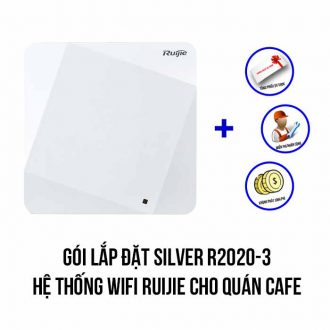 Ruijie
GÓI LẮP ĐẶT SILVER R2020-3
HỆ THỐNG WIFI RUIJIE CHO QUÁN CAFE